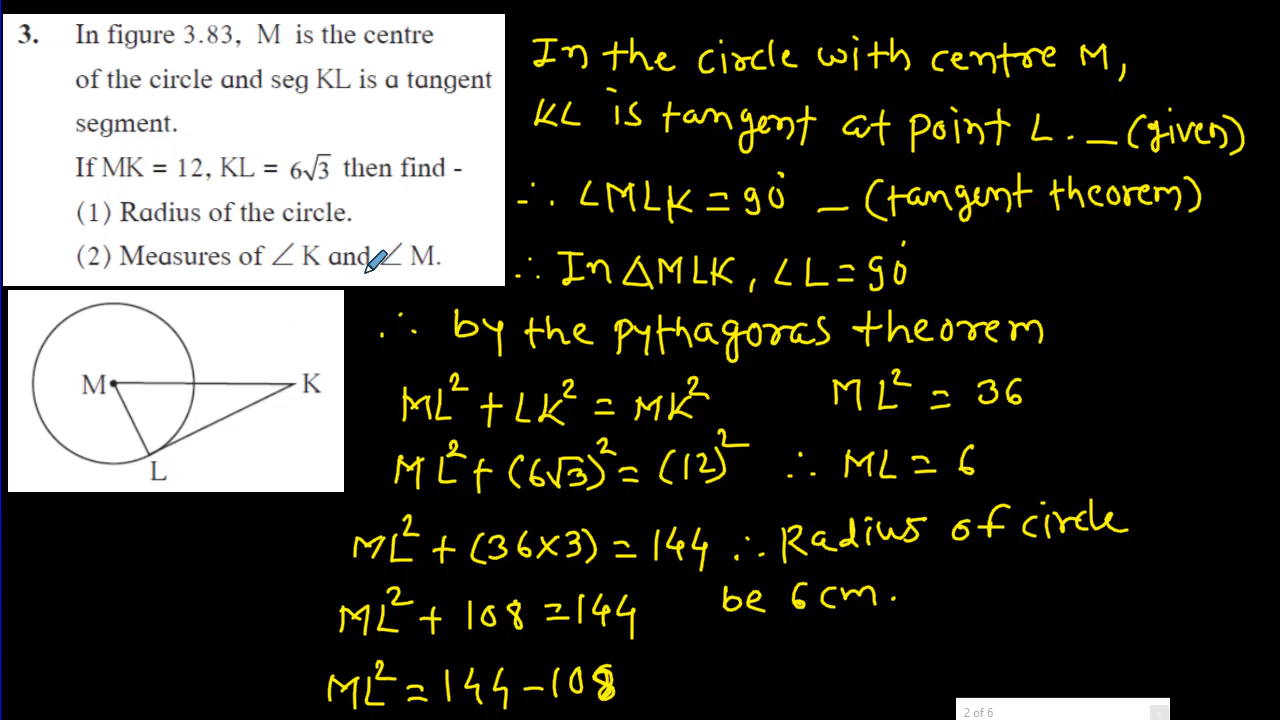 3. In figure 3.83, M is the centre
of the circle and seg KL is a tangent
segment.
If MK = 12, KL = 6√3 then find -
(1) Radius of the circle.
(2) Measures of ∠ K and ∠ M.
M
K
L
In the circle with centre M,
KL is tangent at point L. — (given)
∴ ∠MLK = 90° — (tangent theorem)
∴ In △MLK, ∠L = 90°
∴ by the pythagoras theorem
ML² + LK² = MK²
ML² + (6√3)² = (12)²
ML² + (36×3) = 144
ML² + 108 = 144
ML² = 144 - 108
ML² = 36
∴ ML = 6
∴ Radius of circle
be 6 cm.
2 of 6